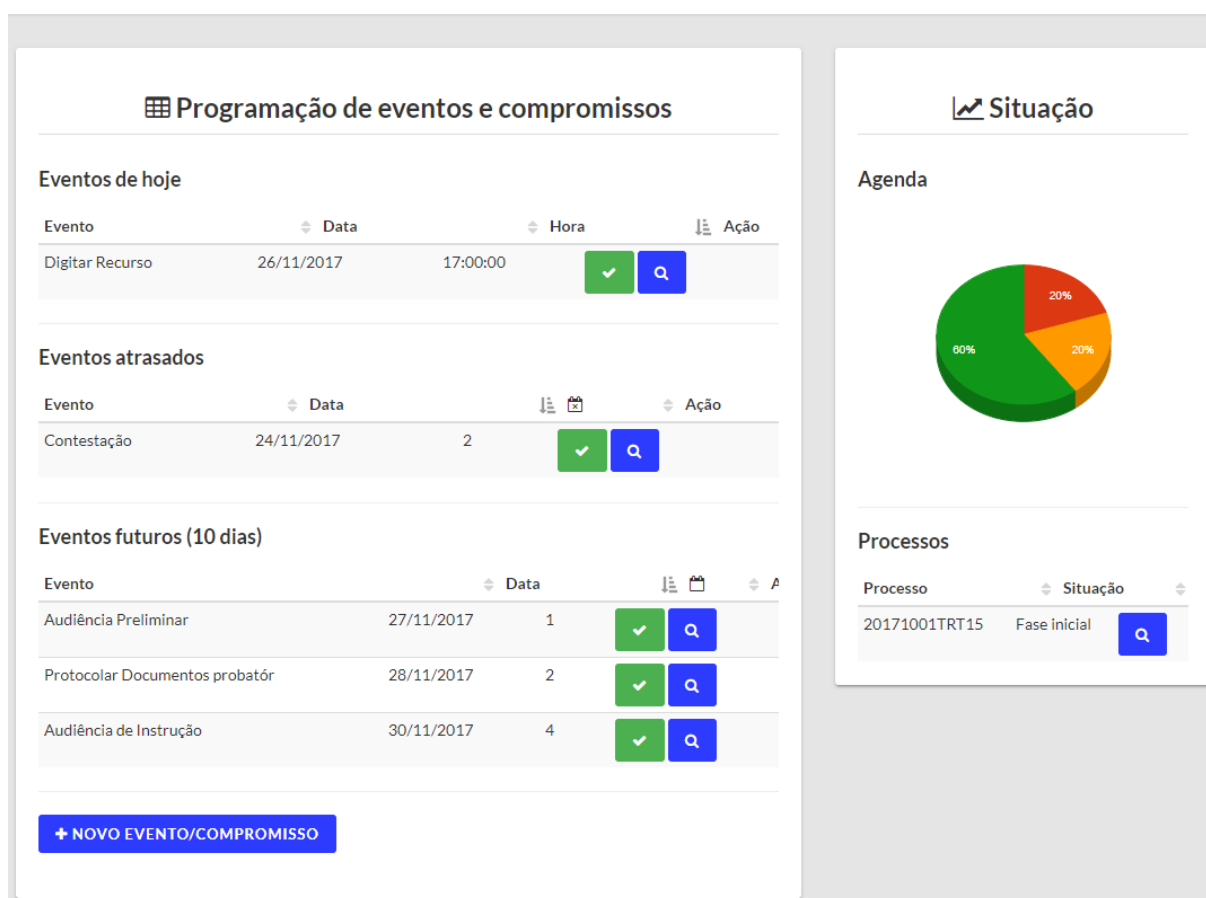 Programação de eventos e compromissos
Eventos de hoje
Evento Data Hora Ação
Digitar Recurso 26/11/2017 17:00:00
Eventos atrasados
Evento Data Ação
Contestação 24/11/2017 2
Eventos futuros (10 dias)
Evento Data A
Audiência Preliminar 27/11/2017 1
Protocolar Documentos probatór 28/11/2017 2
Audiência de Instrução 30/11/2017 4
+ NOVO EVENTO/COMPROMISSO
Situação
Agenda
20%
60%
20%
Processos
Processo Situação
20171001TRT15 Fase inicial